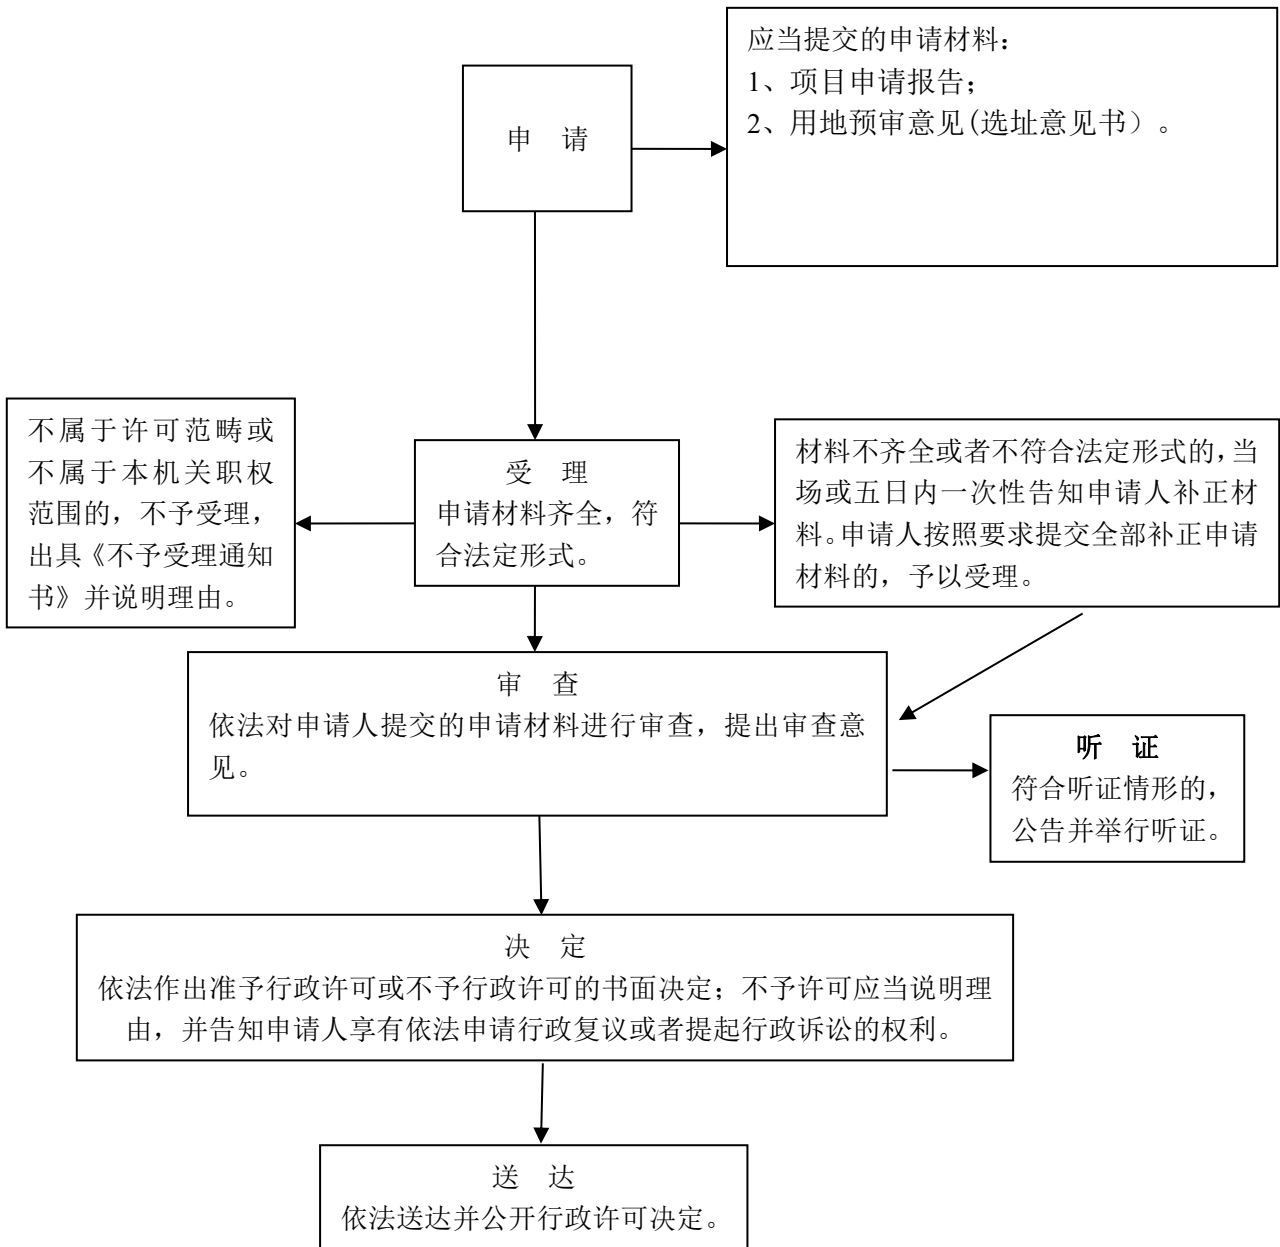 应当提交的申请材料：
1、项目申请报告；
2、用地预审意见(选址意见书）。
申 请
不属于许可范畴或
不属于本机关职权
范围的，不予受理，
出具《不予受理通知
书》并说明理由。
受 理
申请材料齐全，符
合法定形式。
材料不齐全或者不符合法定形式的，当
场或五日内一次性告知申请人补正材
料。申请人按照要求提交全部补正申请
材料的，予以受理。
审 查
依法对申请人提交的申请材料进行审查，提出审查意
见。
听 证
符合听证情形的，
公告并举行听证。
决 定
依法作出准予行政许可或不予行政许可的书面决定；不予许可应当说明理
由，并告知申请人享有依法申请行政复议或者提起行政诉讼的权利。
送 达
依法送达并公开行政许可决定。